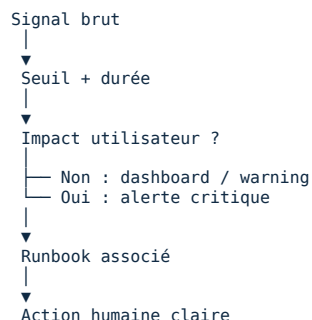 Signal brut
Seuil + durée
Impact utilisateur ?
Non : dashboard / warning
Oui : alerte critique
Runbook associé
Action humaine claire